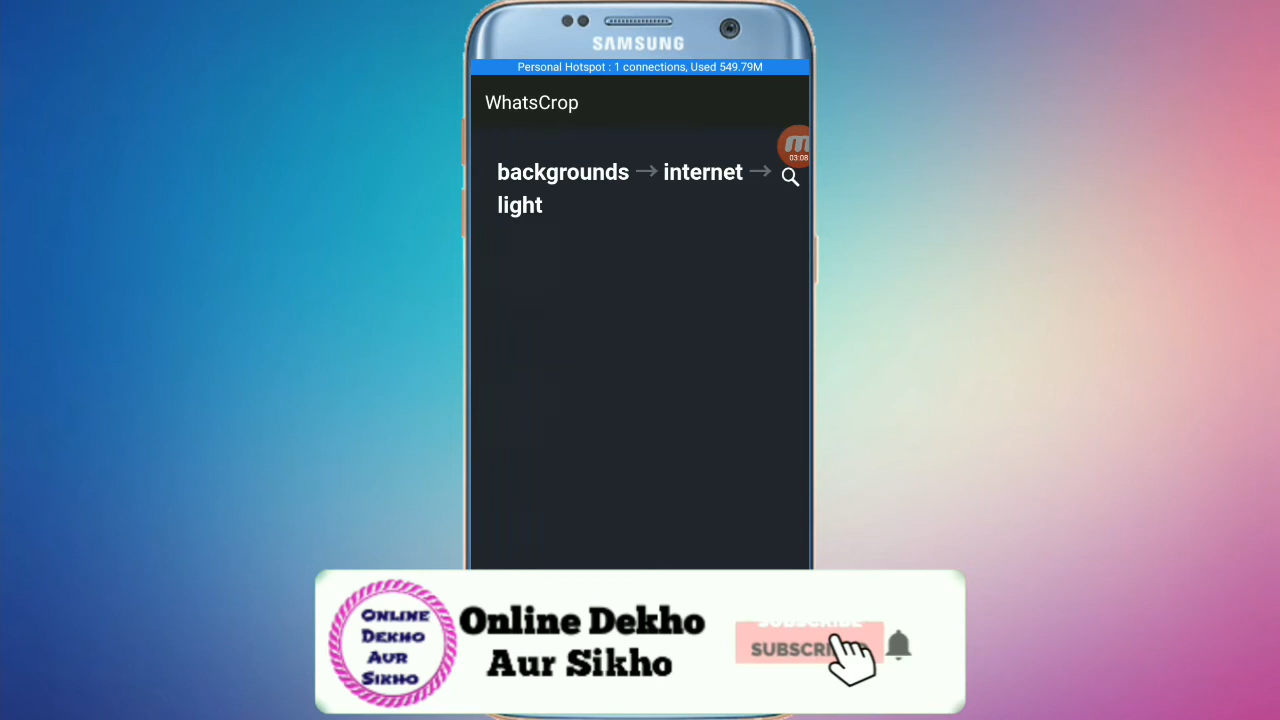 SAMSUNG
Personal Hotspot : 1 connections, Used 549.79M
WhatsCrop
03:08
backgrounds → internet →
light
ONLINE
DEKHO
AUR
SIKHO
Online Dekho
Aur Sikho
SUBSCRIBE